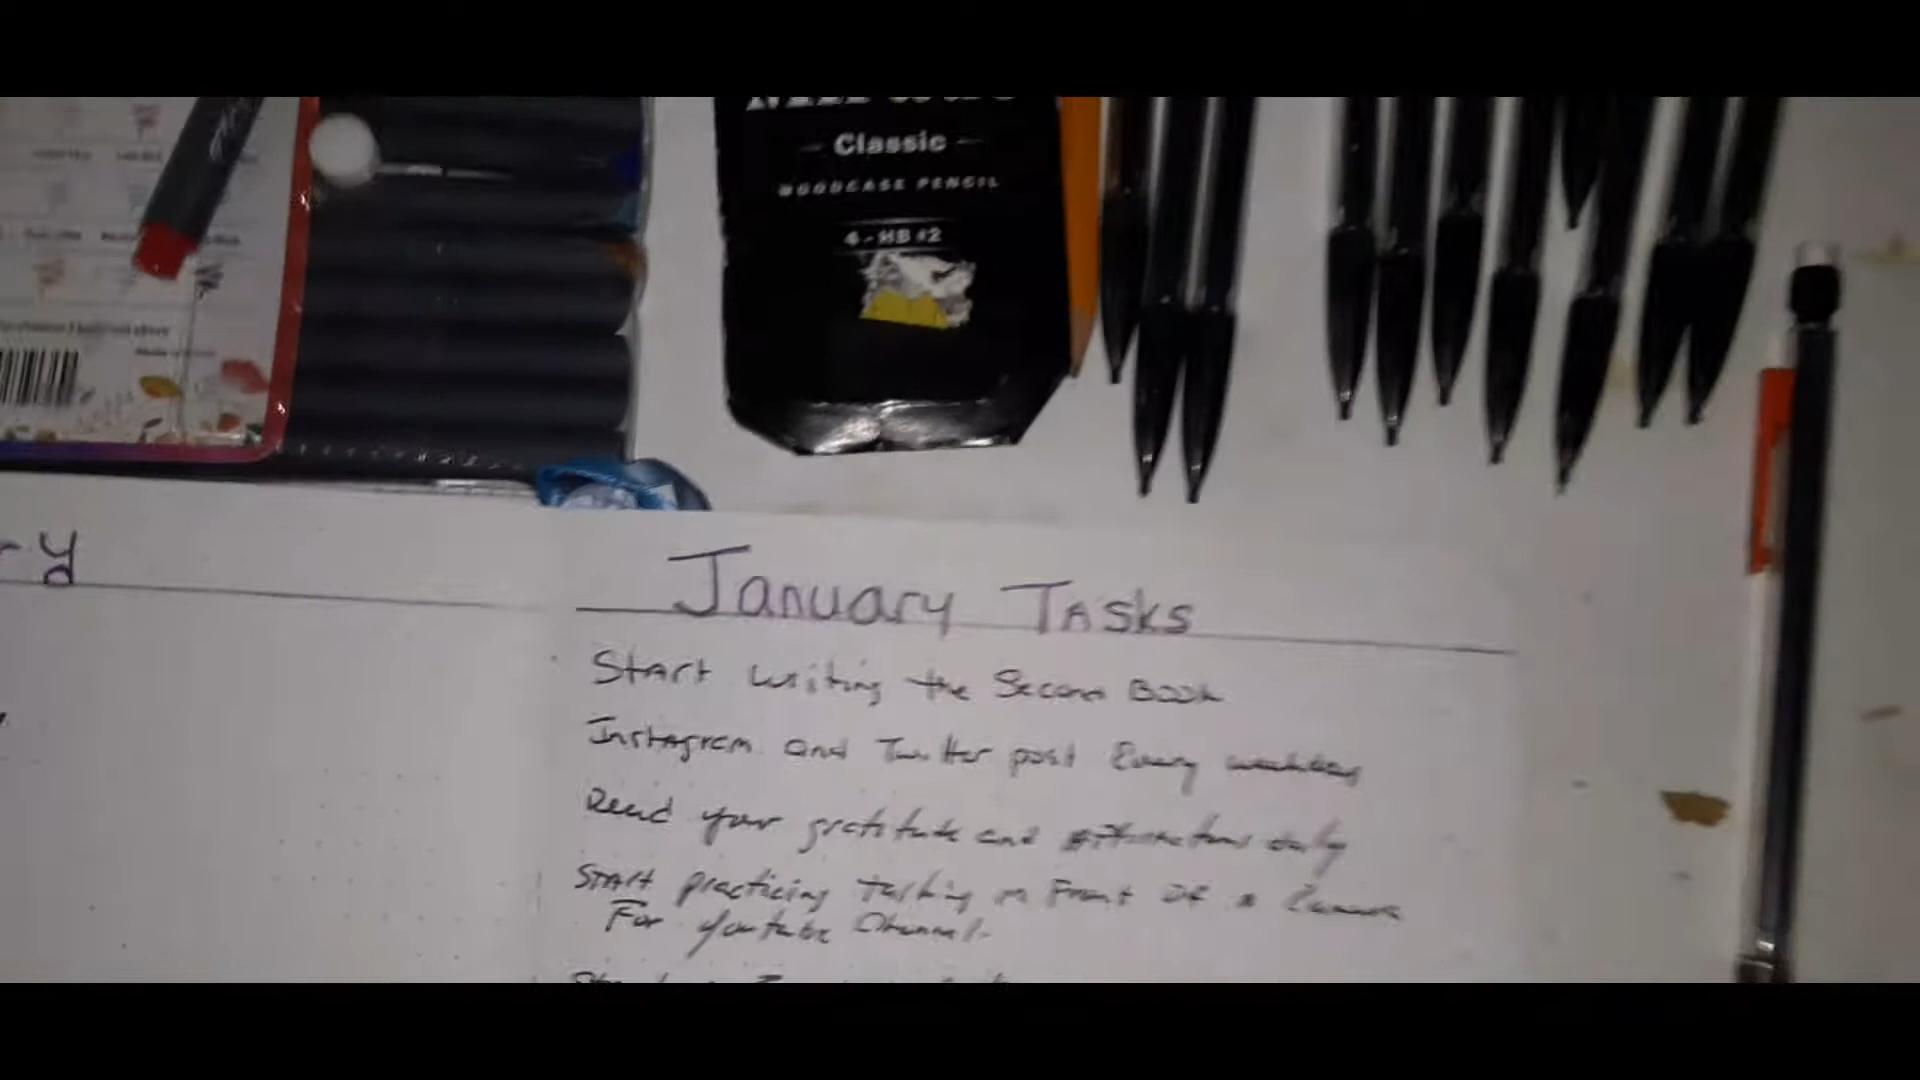 Classic
WOODCASE PENCIL
4-HB #2
ry
January Tasks
Start writing the Second Book
Instagram and Twitter post Every weekday
Read your gratitude and affirmations daily
Start practicing talking in Front of a Camera
For youtube Channel.